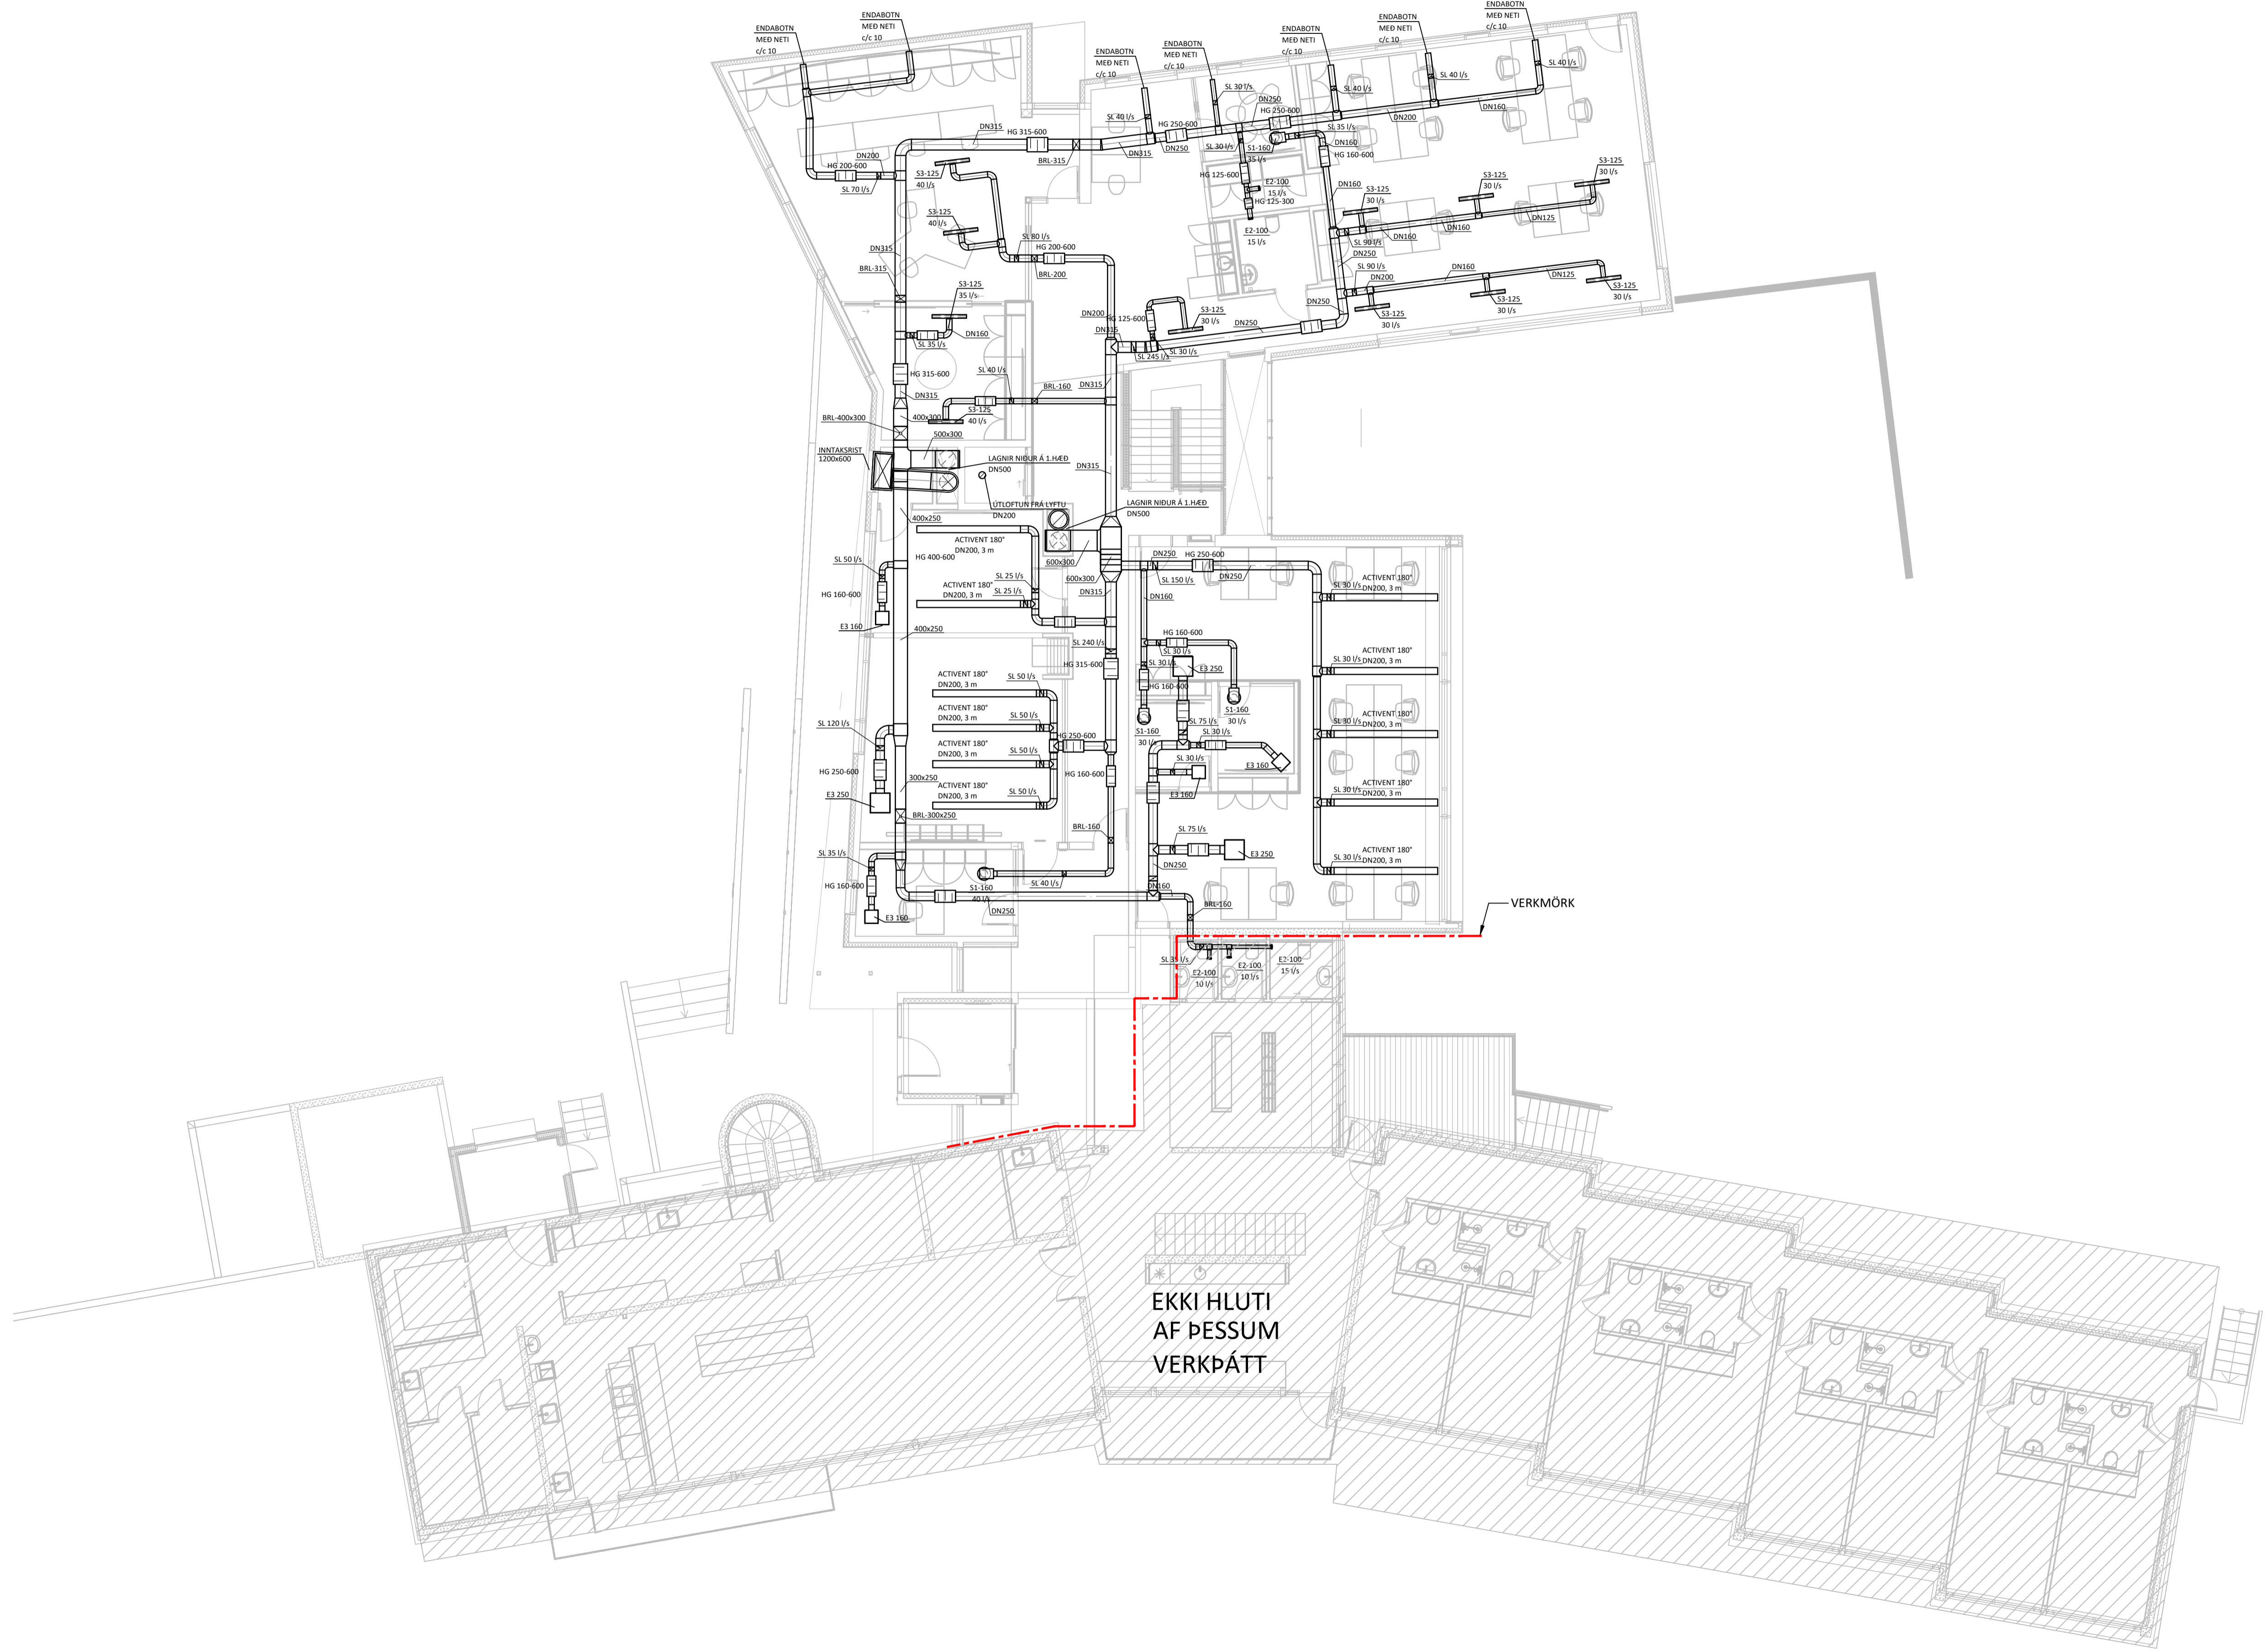 ENDABOTN
MEÐ NETI
c/c 10
ENDABOTN
MEÐ NETI
c/c 10
ENDABOTN
MEÐ NETI
c/c 10
ENDABOTN
MEÐ NETI
c/c 10
ENDABOTN
MEÐ NETI
c/c 10
ENDABOTN
MEÐ NETI
c/c 10
ENDABOTN
MEÐ NETI
c/c 10
SL 40 l/s
SL 40 l/s
SL 40 l/s
SL 30 l/s
SL 40 l/s
DN250
HG 250-600
HG 250-600
DN160
DN200
DN315
HG 315-600
BRL-315
DN315
DN250
SL 30 l/s
S1-160
35 l/s
SL 35 l/s
DN160
HG 160-600
DN200
HG 200-600
SL 70 l/s
S3-125
40 l/s
HG 125-600
E2-100
15 l/s
HG 125-300
DN160
S3-125
30 l/s
S3-125
30 l/s
S3-125
30 l/s
S3-125
40 l/s
E2-100
15 l/s
SL 90 l/s
DN160
DN160
DN125
DN315
SL 80 l/s
HG 200-600
BRL-200
DN250
BRL-315
SL 90 l/s
DN200
DN160
DN125
S3-125
35 l/s
S3-125
30 l/s
S3-125
30 l/s
S3-125
30 l/s
DN250
DN200
HG 125-600
S3-125
30 l/s
DN250
DN160
SL 35 l/s
DN315
SL 245 l/s
SL 30 l/s
HG 315-600
SL 40 l/s
BRL-160
DN315
DN315
BRL-400x300
400x300
S3-125
40 l/s
500x300
INNTAKSRIST
1200x600
LAGNIR NIÐUR Á 1.HÆÐ
DN500
DN315
ÚTLOFTUN FRÁ LYFTU
DN200
LAGNIR NIÐUR Á 1.HÆÐ
DN500
400x250
ACTIVENT 180°
DN200, 3 m
600x300
600x300
DN250
HG 250-600
SL 150 l/s
DN250
HG 400-600
SL 50 l/s
HG 160-600
E3 160
ACTIVENT 180°
DN200, 3 m
SL 25 l/s
SL 25 l/s
DN315
DN160
ACTIVENT 180°
SL 30 l/s
DN200, 3 m
400x250
SL 240 l/s
HG 315-600
HG 160-600
SL 30 l/s
SL 30 l/s
HG 160-600
E3 250
ACTIVENT 180°
SL 30 l/s
DN200, 3 m
ACTIVENT 180°
DN200, 3 m
SL 50 l/s
ACTIVENT 180°
DN200, 3 m
SL 50 l/s
S1-160
30 l/s
S1-160
30 l/s
SL 75 l/s
SL 30 l/s
ACTIVENT 180°
SL 30 l/s
DN200, 3 m
SL 120 l/s
HG 250-600
E3 250
ACTIVENT 180°
DN200, 3 m
SL 50 l/s
HG 250-600
HG 160-600
SL 30 l/s
E3 160
E3 160
300x250
ACTIVENT 180°
DN200, 3 m
SL 50 l/s
ACTIVENT 180°
SL 30 l/s
DN200, 3 m
BRL-300x250
BRL-160
SL 75 l/s
E3 250
ACTIVENT 180°
SL 30 l/s
DN200, 3 m
SL 35 l/s
HG 160-600
E3 160
S1-160
40 l/s
SL 40 l/s
DN250
DN250
DN160
BRL-160
VERKMÖRK
SL 35 l/s
E2-100
10 l/s
E2-100
10 l/s
E2-100
15 l/s
EKKI HLUTI
AF ÞESSUM
VERKÞÁTT